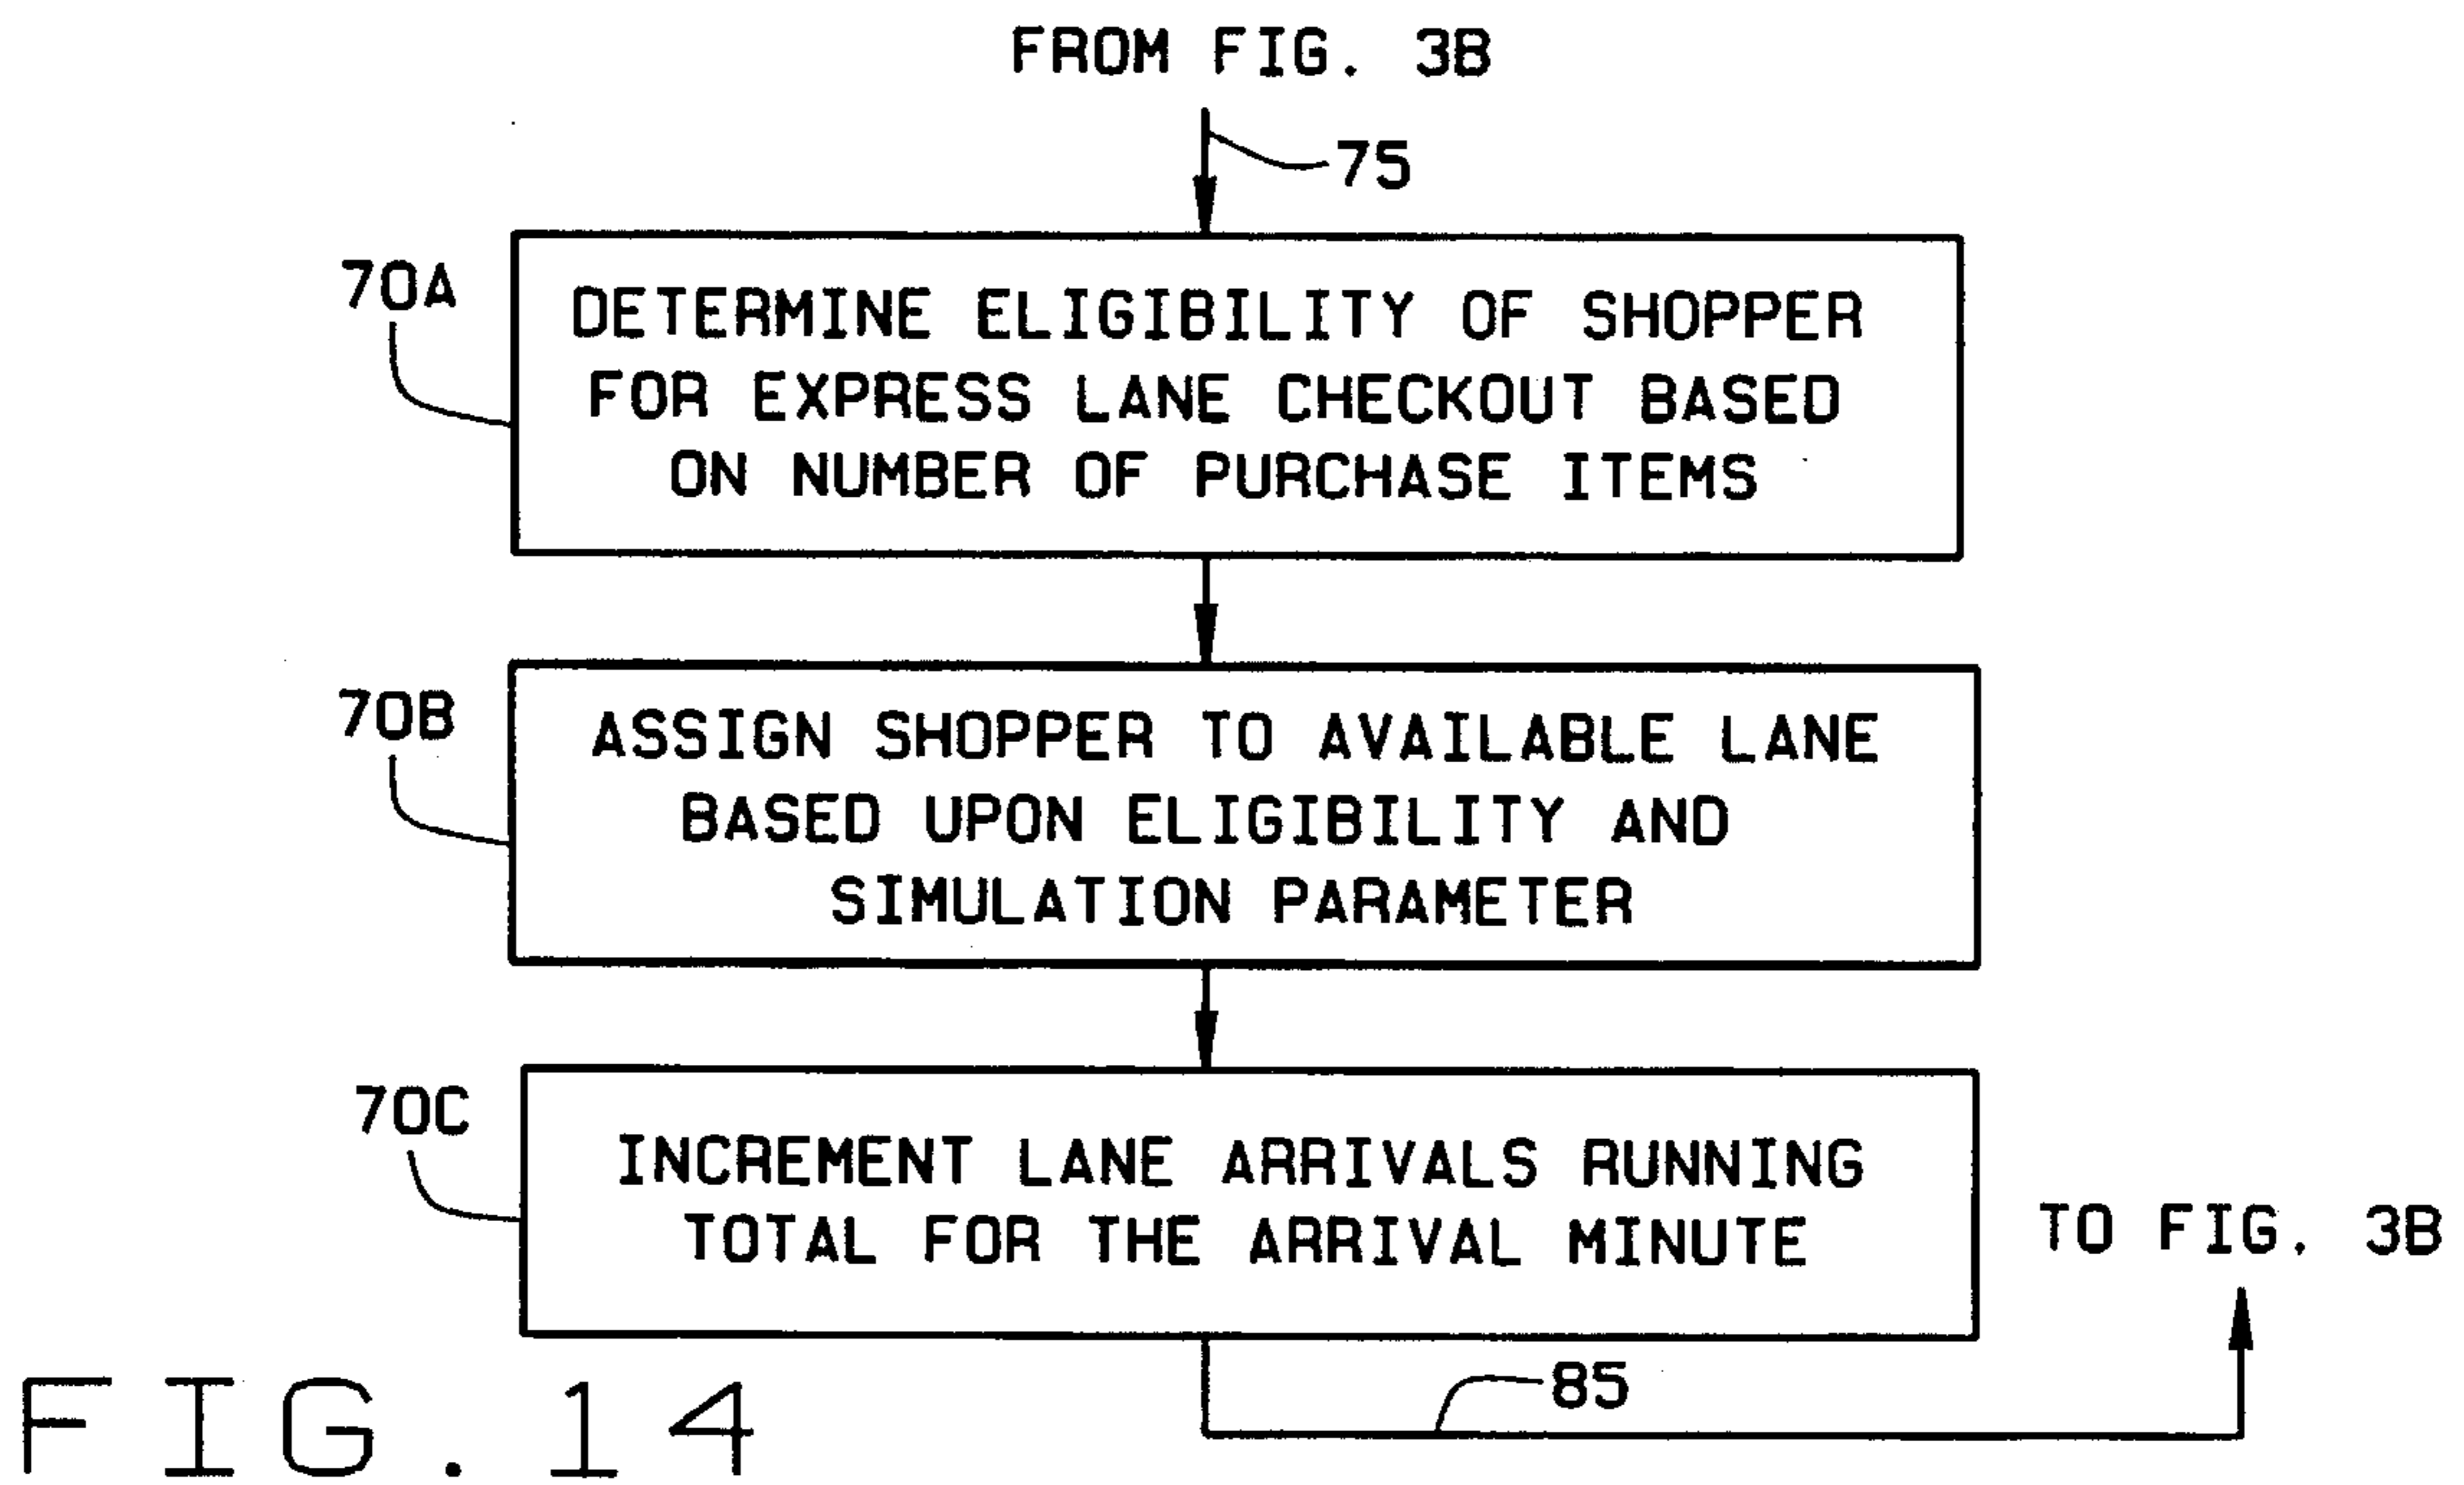 FROM FIG. 3B
75
70A
DETERMINE ELIGIBILITY OF SHOPPER
FOR EXPRESS LANE CHECKOUT BASED
ON NUMBER OF PURCHASE ITEMS
70B
ASSIGN SHOPPER TO AVAILABLE LANE
BASED UPON ELIGIBILITY AND
SIMULATION PARAMETER
70C
INCREMENT LANE ARRIVALS RUNNING
TOTAL FOR THE ARRIVAL MINUTE
TO FIG. 3B
85
FIG. 14